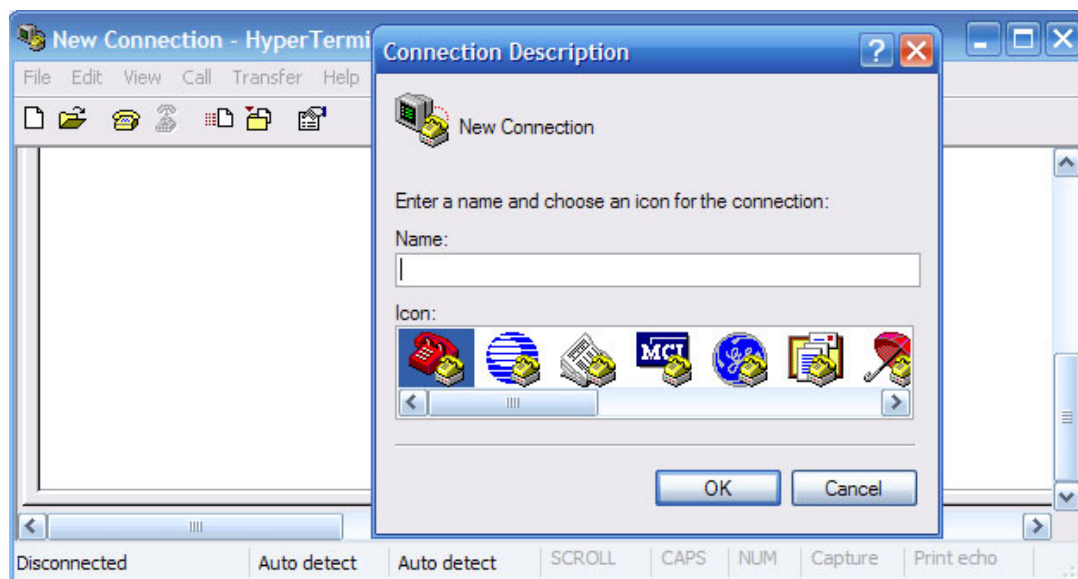 New Connection - HyperTermi
File Edit View Call Transfer Help
Connection Description
New Connection
Enter a name and choose an icon for the connection:
Name:
Icon:
MCI
OK Cancel
Disconnected Auto detect Auto detect SCROLL CAPS NUM Capture Print echo